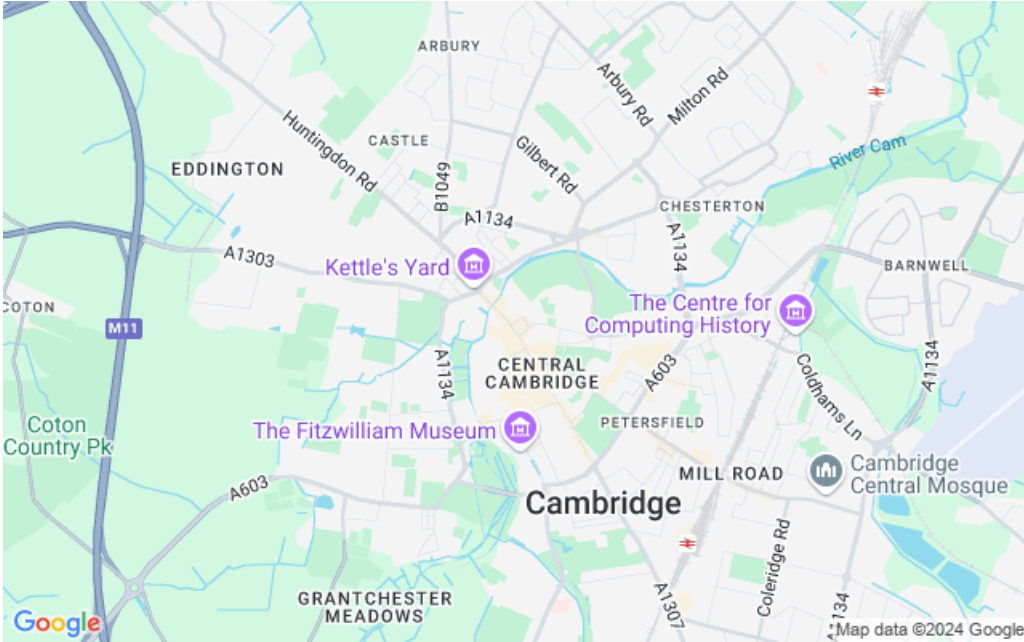 ARBURY
Arbury Rd
Milton Rd
Huntingdon Rd
CASTLE
Gilbert Rd
River Cam
EDDINGTON
B1049
CHESTERTON
A1134
A1134
A1303
Kettle's Yard
BARNWELL
COTON
The Centre for
Computing History
M11
CENTRAL
CAMBRIDGE
A1134
A603
A1134
Coldhams Ln
Coton
Country Pk
The Fitzwilliam Museum
PETERSFIELD
MILL ROAD
Cambridge
Central Mosque
A603
Cambridge
Coleridge Rd
GRANTCHESTER
MEADOWS
A1307
A1134
Google
Map data ©2024 Google